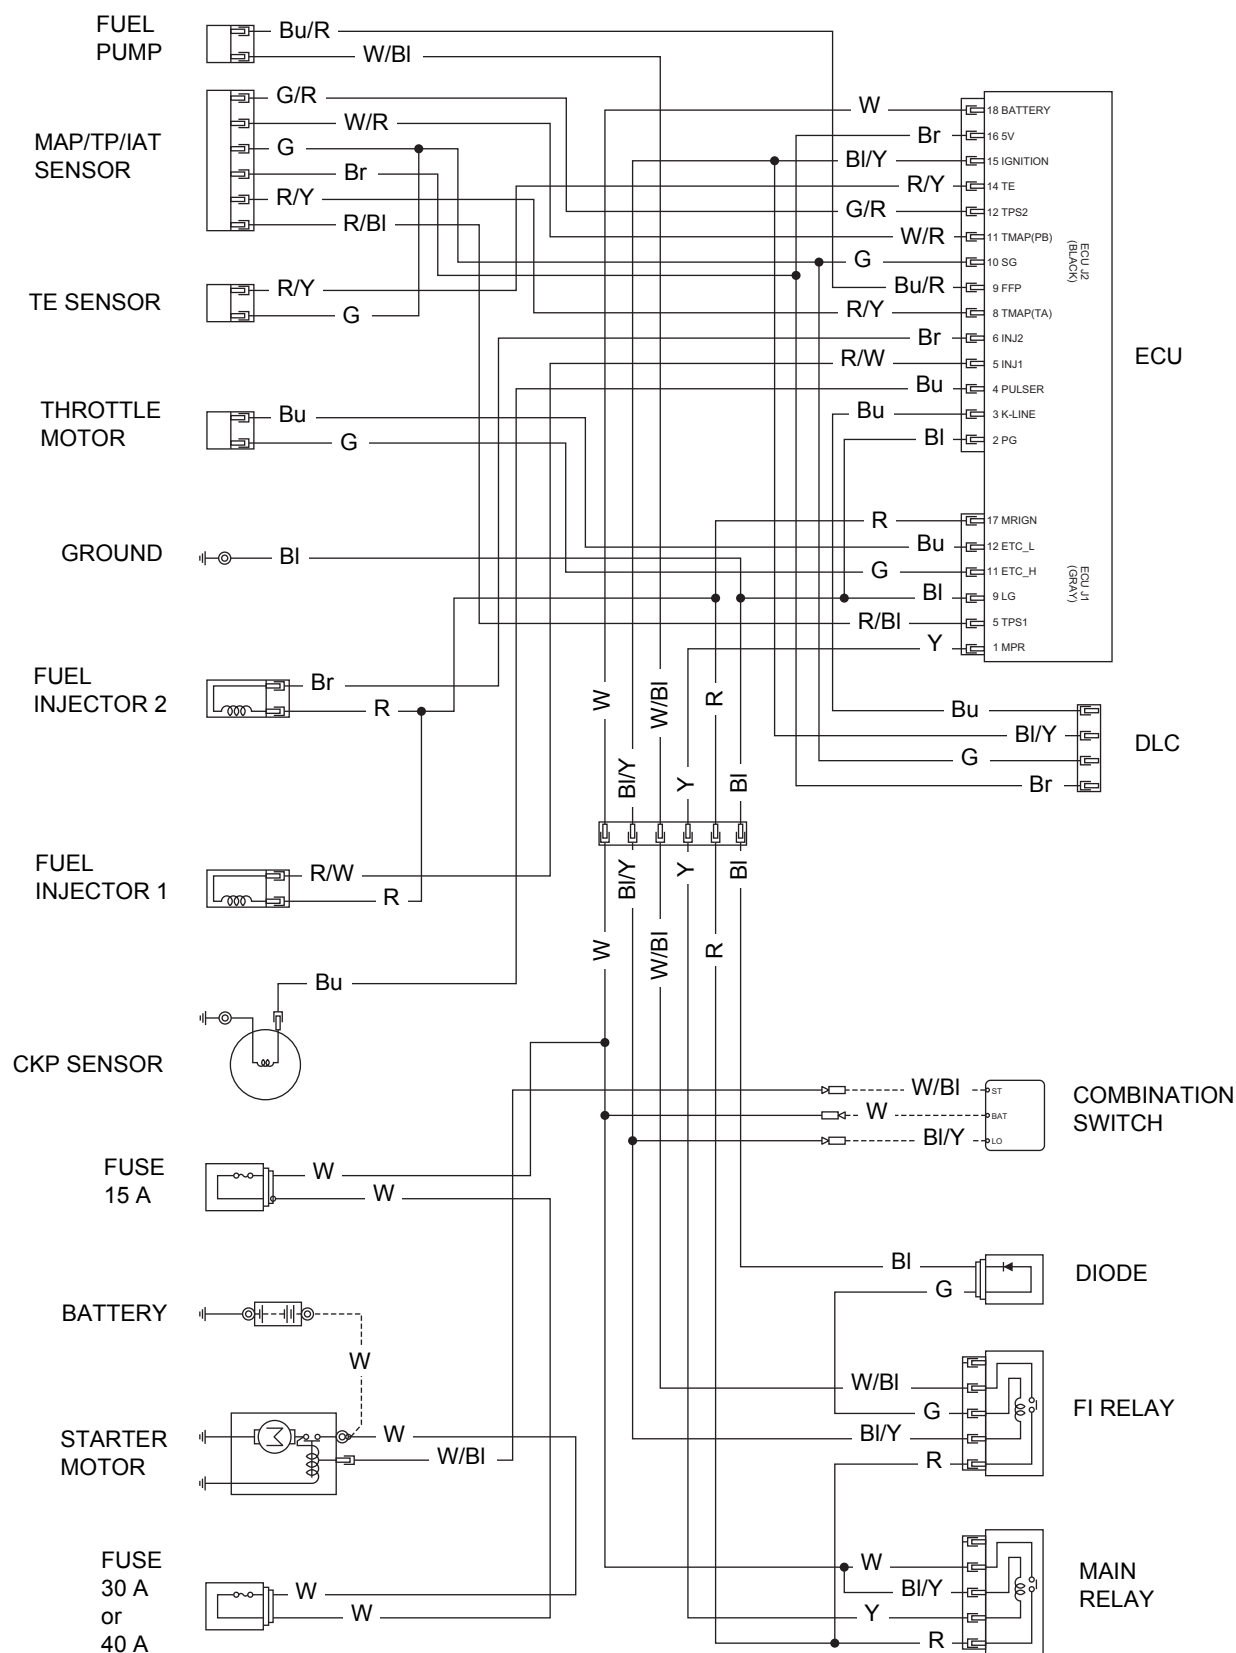 FUEL
PUMP
Bu/R
W/Bl
MAP/TP/IAT
SENSOR
G/R
W/R
G
Br
R/Y
R/Bl
TE SENSOR
R/Y
G
THROTTLE
MOTOR
Bu
G
GROUND
Bl
FUEL
INJECTOR 2
Br
R
FUEL
INJECTOR 1
R/W
R
CKP SENSOR
Bu
FUSE
15 A
W
W
BATTERY
W
STARTER
MOTOR
W
W/Bl
FUSE
30 A
or
40 A
W
W
W
18 BATTERY
Br
16 5V
Bl/Y
15 IGNITION
R/Y
14 TE
G/R
12 TPS2
W/R
11 TMAP(PB)
G
10 SG
Bu/R
9 FFP
R/Y
8 TMAP(TA)
Br
6 INJ2
R/W
5 INJ1
Bu
4 PULSER
Bu
3 K-LINE
Bl
2 PG
ECU J2
(BLACK)
ECU
R
17 MRIGN
Bu
12 ETC_L
G
11 ETC_H
Bl
9 LG
R/Bl
5 TPS1
Y
1 MPR
ECU J1
(GRAY)
W
Bl/Y
W/Bl
Y
R
Bl
Bu
Bl/Y
G
Br
DLC
W
Bl/Y
W/Bl
Y
R
Bl
W/Bl
ST
W
BAT
Bl/Y
LO
COMBINATION
SWITCH
Bl
G
DIODE
W/Bl
G
Bl/Y
R
FI RELAY
W
Bl/Y
Y
R
MAIN
RELAY